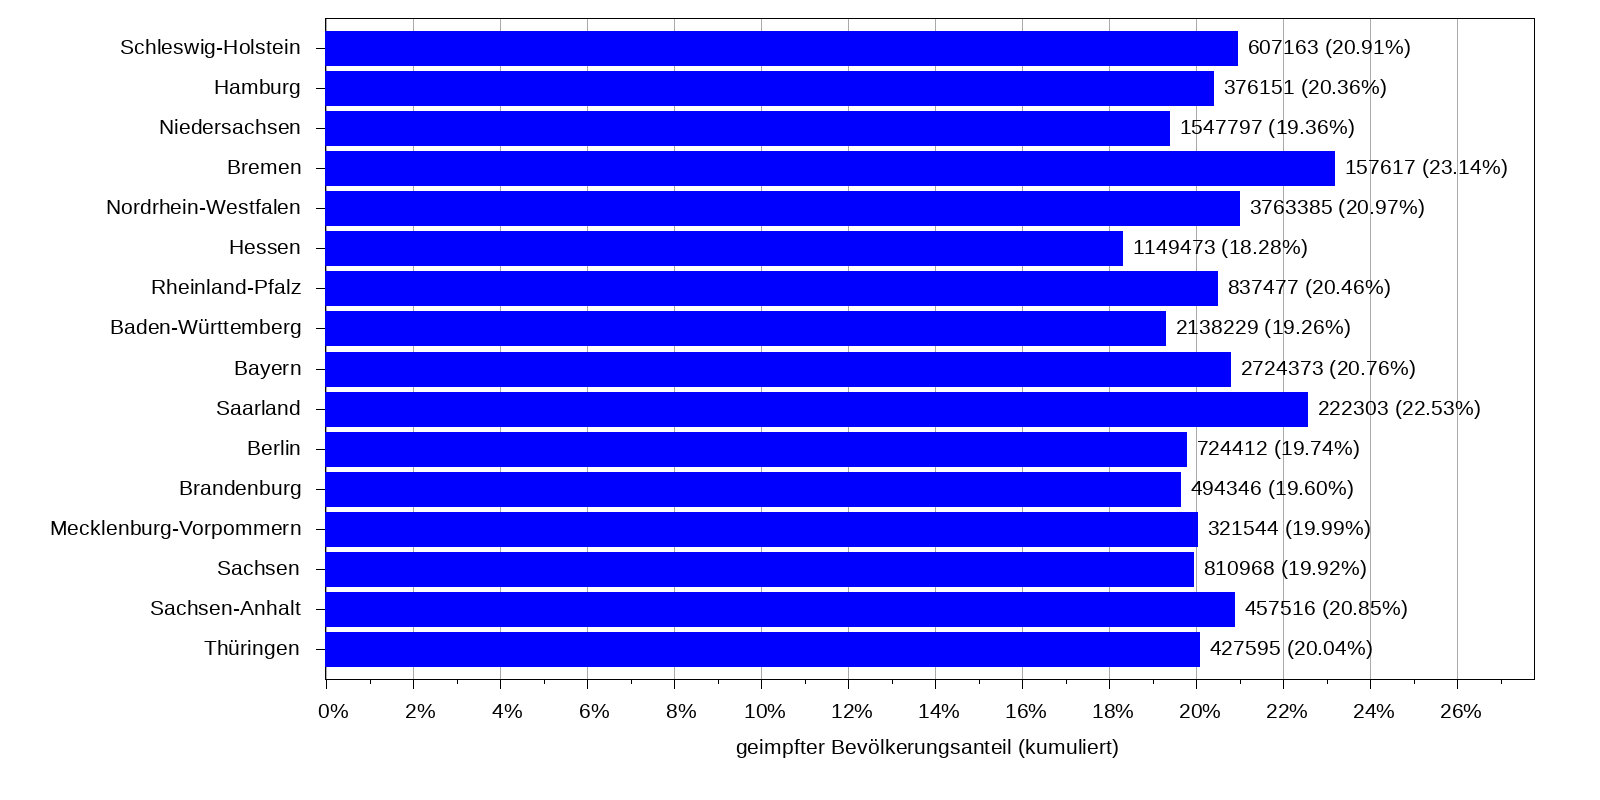 Schleswig-Holstein 607163 (20.91%)
Hamburg 376151 (20.36%)
Niedersachsen 1547797 (19.36%)
Bremen 157617 (23.14%)
Nordrhein-Westfalen 3763385 (20.97%)
Hessen 1149473 (18.28%)
Rheinland-Pfalz 837477 (20.46%)
Baden-Württemberg 2138229 (19.26%)
Bayern 2724373 (20.76%)
Saarland 222303 (22.53%)
Berlin 724412 (19.74%)
Brandenburg 494346 (19.60%)
Mecklenburg-Vorpommern 321544 (19.99%)
Sachsen 810968 (19.92%)
Sachsen-Anhalt 457516 (20.85%)
Thüringen 427595 (20.04%)
0% 2% 4% 6% 8% 10% 12% 14% 16% 18% 20% 22% 24% 26%
geimpfter Bevölkerungsanteil (kumuliert)